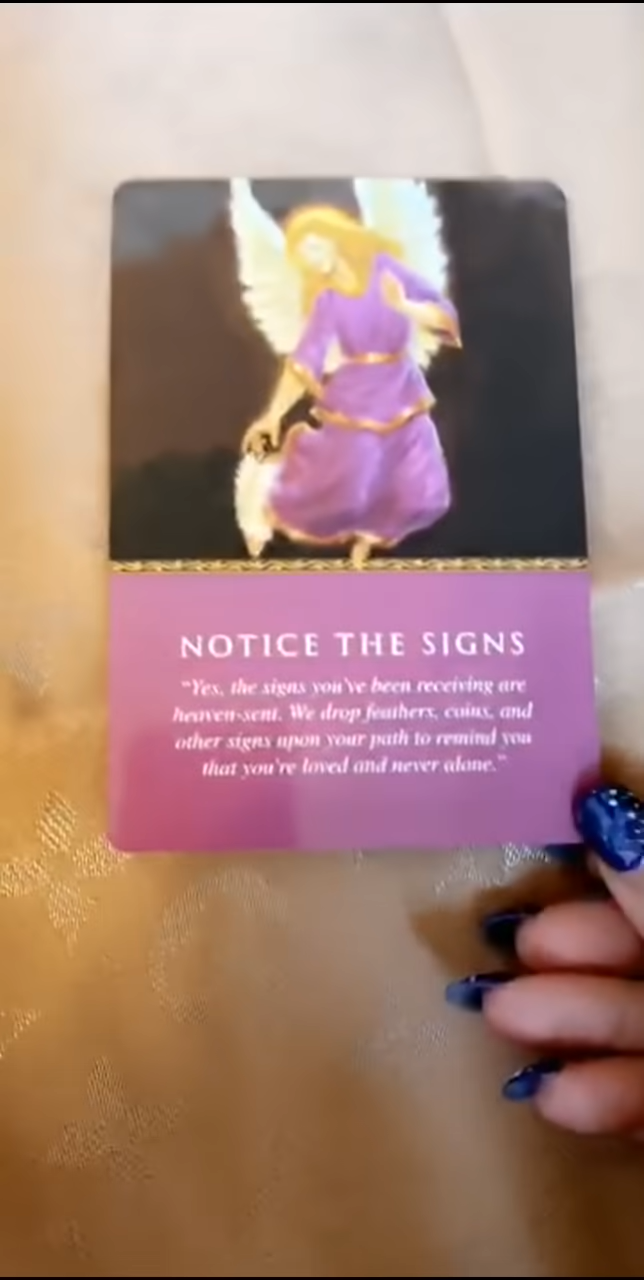 NOTICE THE SIGNS
"Yes, the signs you've been receiving are
heaven-sent. We drop feathers, coins, and
other signs upon your path to remind you
that you're loved and never alone."